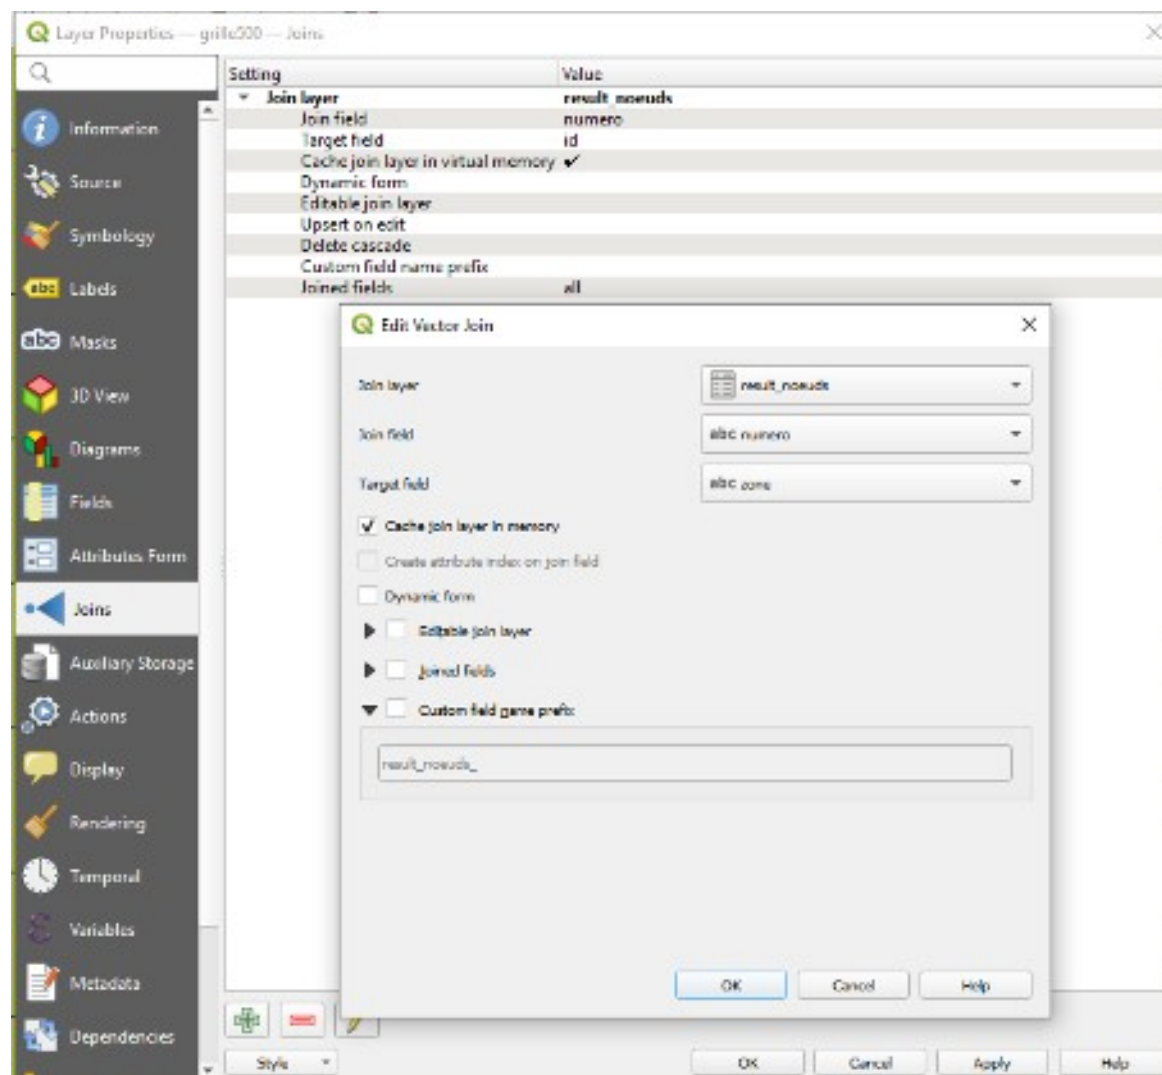 Layer Properties — grille500 — Joins
Setting Value
Join layer result_noeuds
Join field numero
Target field id
Cache join layer in virtual memory ✔
Dynamic form
Editable join layer
Upsert on edit
Delete cascade
Custom field name prefix
Joined fields all
Information
Source
Symbology
abc Labels
abc Masks
3D View
Diagrams
Fields
Attributes Form
Joins
Auxiliary Storage
Actions
Display
Rendering
Temporal
Variables
Metadata
Dependencies
Edit Vector Join
Join layer result_noeuds
Join field abc numero
Target field abc zone
Cache join layer in memory
Create attribute index on join field
Dynamic form
Editable join layer
Joined fields
Custom field name prefix
result_noeuds_
OK Cancel Help
Style OK Cancel Apply Help